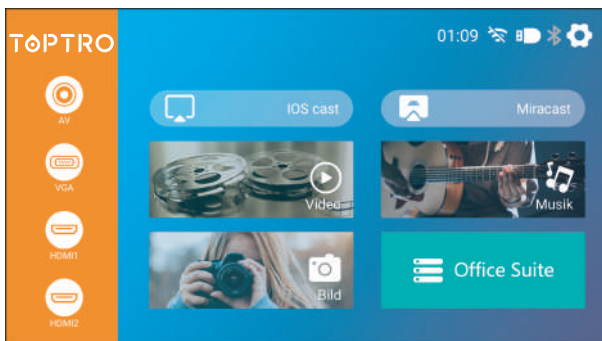 TOPTRO
01:09
AV
VGA
HDMI1
HDMI2
IOS cast
Miracast
Video
Musik
Bild
Office Suite